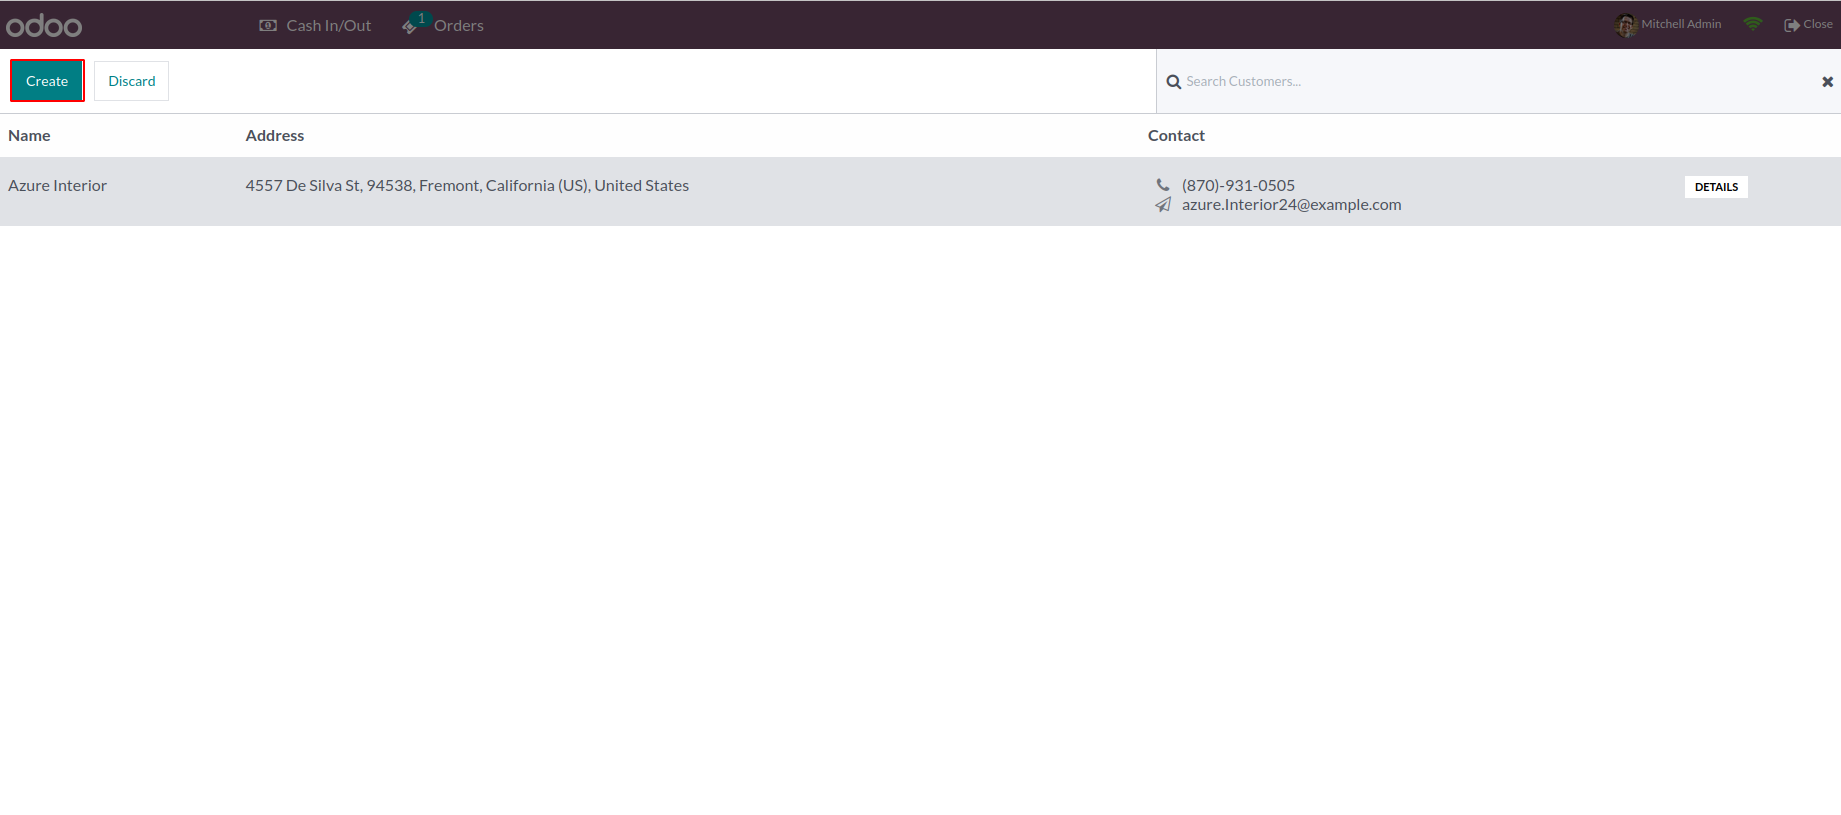 odoo Cash In/Out 1 Orders Mitchell Admin Close
Create Discard Search Customers...
Name Address Contact
Azure Interior 4557 De Silva St, 94538, Fremont, California (US), United States (870)-931-0505 DETAILS
azure.Interior24@example.com